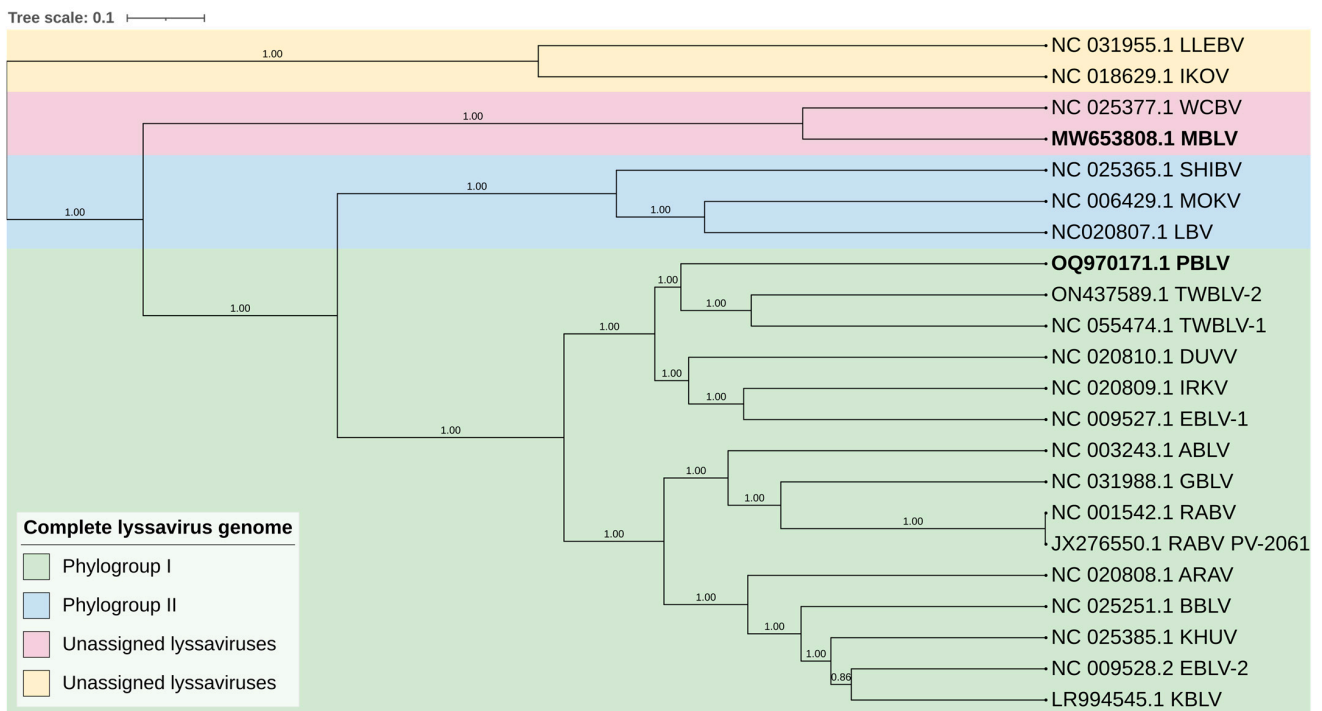 Tree scale: 0.1
1.00
NC 031955.1 LLEBV
NC 018629.1 IKOV
1.00
NC 025377.1 WCBV
MW653808.1 MBLV
1.00
1.00
NC 025365.1 SHIBV
1.00
NC 006429.1 MOKV
NC020807.1 LBV
1.00
1.00
1.00
1.00
OQ970171.1 PBLV
1.00
ON437589.1 TWBLV-2
NC 055474.1 TWBLV-1
1.00
NC 020810.1 DUVV
1.00
NC 020809.1 IRKV
NC 009527.1 EBLV-1
1.00
1.00
NC 003243.1 ABLV
1.00
NC 031988.1 GBLV
1.00
NC 001542.1 RABV
JX276550.1 RABV PV-2061
1.00
NC 020808.1 ARAV
1.00
NC 025251.1 BBLV
1.00
NC 025385.1 KHUV
0.86
NC 009528.2 EBLV-2
LR994545.1 KBLV
Complete lyssavirus genome
Phylogroup I
Phylogroup II
Unassigned lyssaviruses
Unassigned lyssaviruses